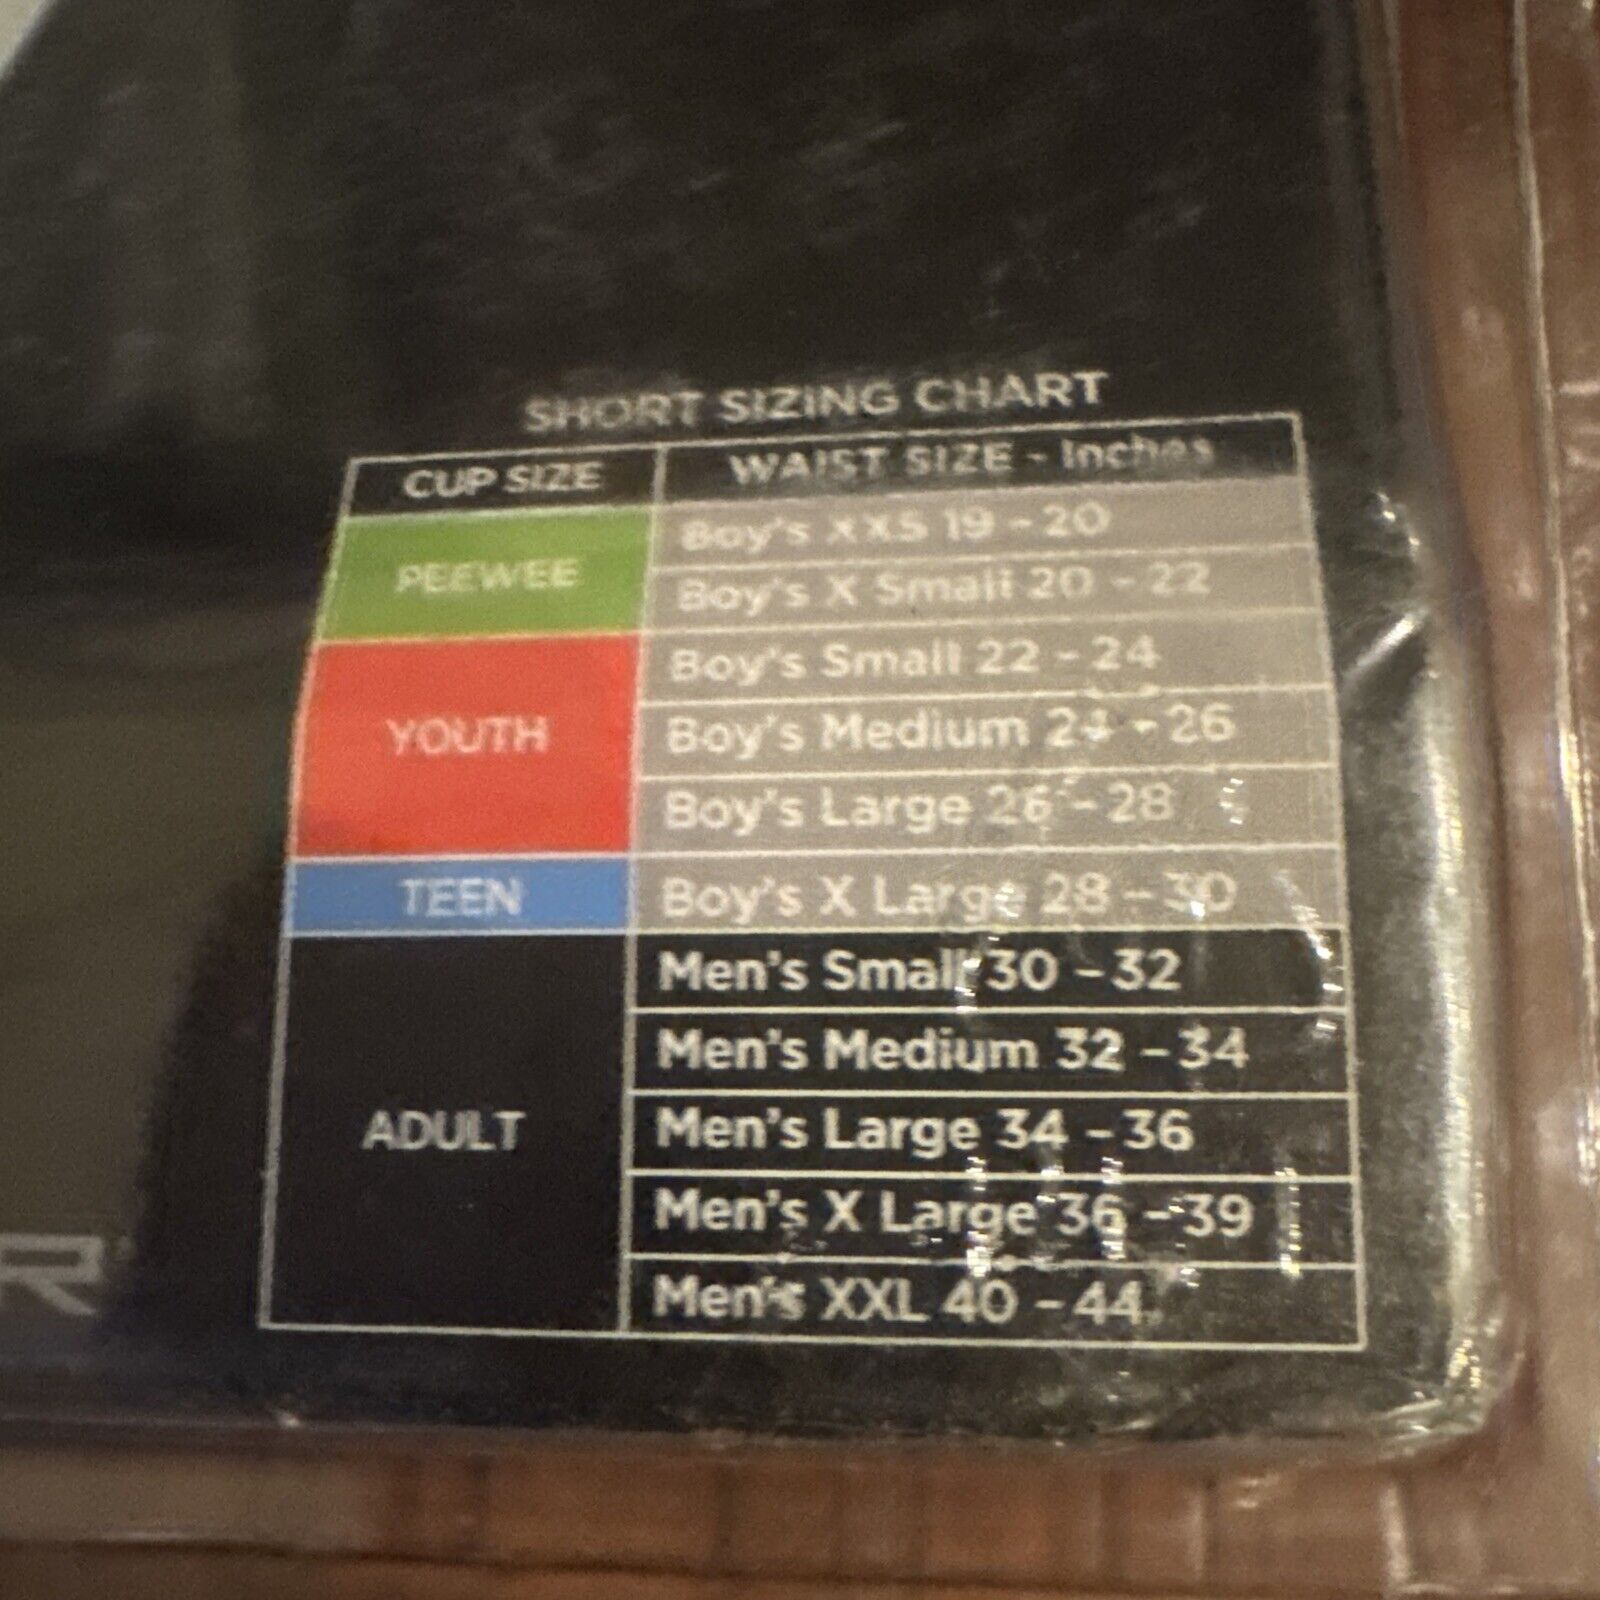 SHORT SIZING CHART
CUP SIZE WAIST SIZE - Inches
PEEWEE
Boy's XXS 19 - 20
Boy's X Small 20 - 22
YOUTH
Boy's Small 22 - 24
Boy's Medium 24 - 26
Boy's Large 26 - 28
TEEN
Boy's X Large 28 - 30
ADULT
Men's Small 30 - 32
Men's Medium 32 - 34
Men's Large 34 - 36
Men's X Large 36 - 39
Men's XXL 40 - 44
R